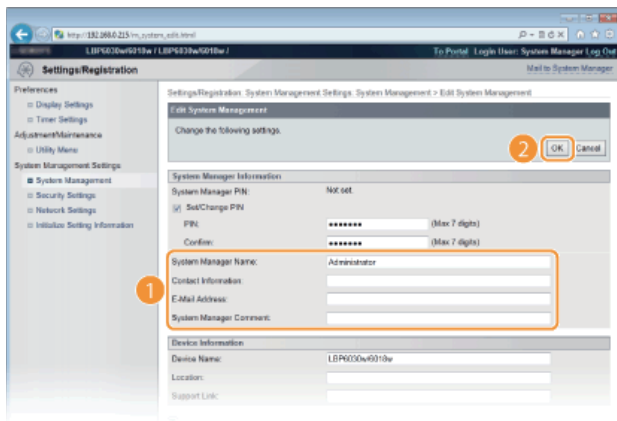 http://192.168.0.215/m_system_edit.html
LBP6030w/6018w / LBP6030w/6018w /
To Portal Login User: System Manager Log Out
Settings/Registration
Mail to System Manager
Preferences
Display Settings
Timer Settings
Adjustment/Maintenance
Utility Menu
System Management Settings
System Management
Security Settings
Network Settings
Initialize Setting Information
Settings/Registration: System Management Settings: System Management > Edit System Management
Edit System Management
Change the following settings.
2
OK
Cancel
System Manager Information
System Manager PIN: Not set.
Set/Change PIN
PIN: ••••••• (Max 7 digits)
Confirm: ••••••• (Max 7 digits)
1
System Manager Name: Administrator
Contact Information:
E-Mail Address:
System Manager Comment:
Device Information
Device Name: LBP6030w/6018w
Location:
Support Link: